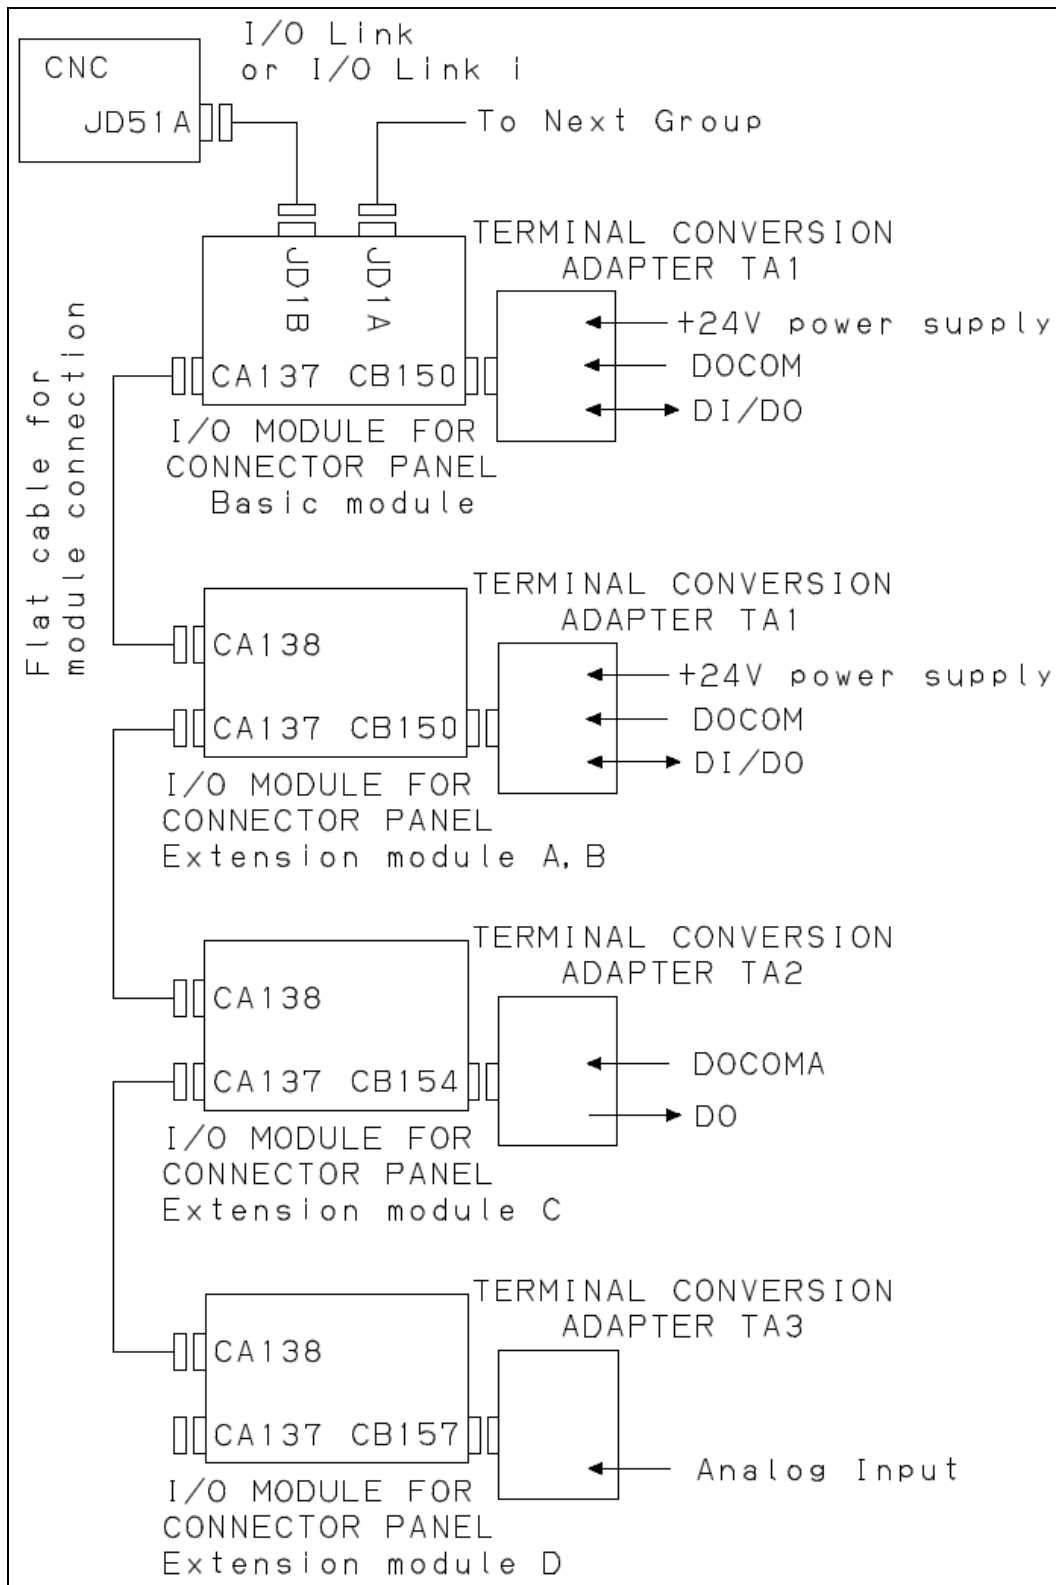 I/O Link
or I/O Link i
CNC
JD51A
To Next Group
JD1B
JD1A
TERMINAL CONVERSION
ADAPTER TA1
+24V power supply
DOCOM
DI/DO
CA137 CB150
I/O MODULE FOR
CONNECTOR PANEL
Basic module
Flat cable for
module connection
TERMINAL CONVERSION
ADAPTER TA1
CA138
+24V power supply
DOCOM
DI/DO
CA137 CB150
I/O MODULE FOR
CONNECTOR PANEL
Extension module A, B
TERMINAL CONVERSION
ADAPTER TA2
CA138
DOCOMA
DO
CA137 CB154
I/O MODULE FOR
CONNECTOR PANEL
Extension module C
TERMINAL CONVERSION
ADAPTER TA3
CA138
CA137 CB157
Analog Input
I/O MODULE FOR
CONNECTOR PANEL
Extension module D